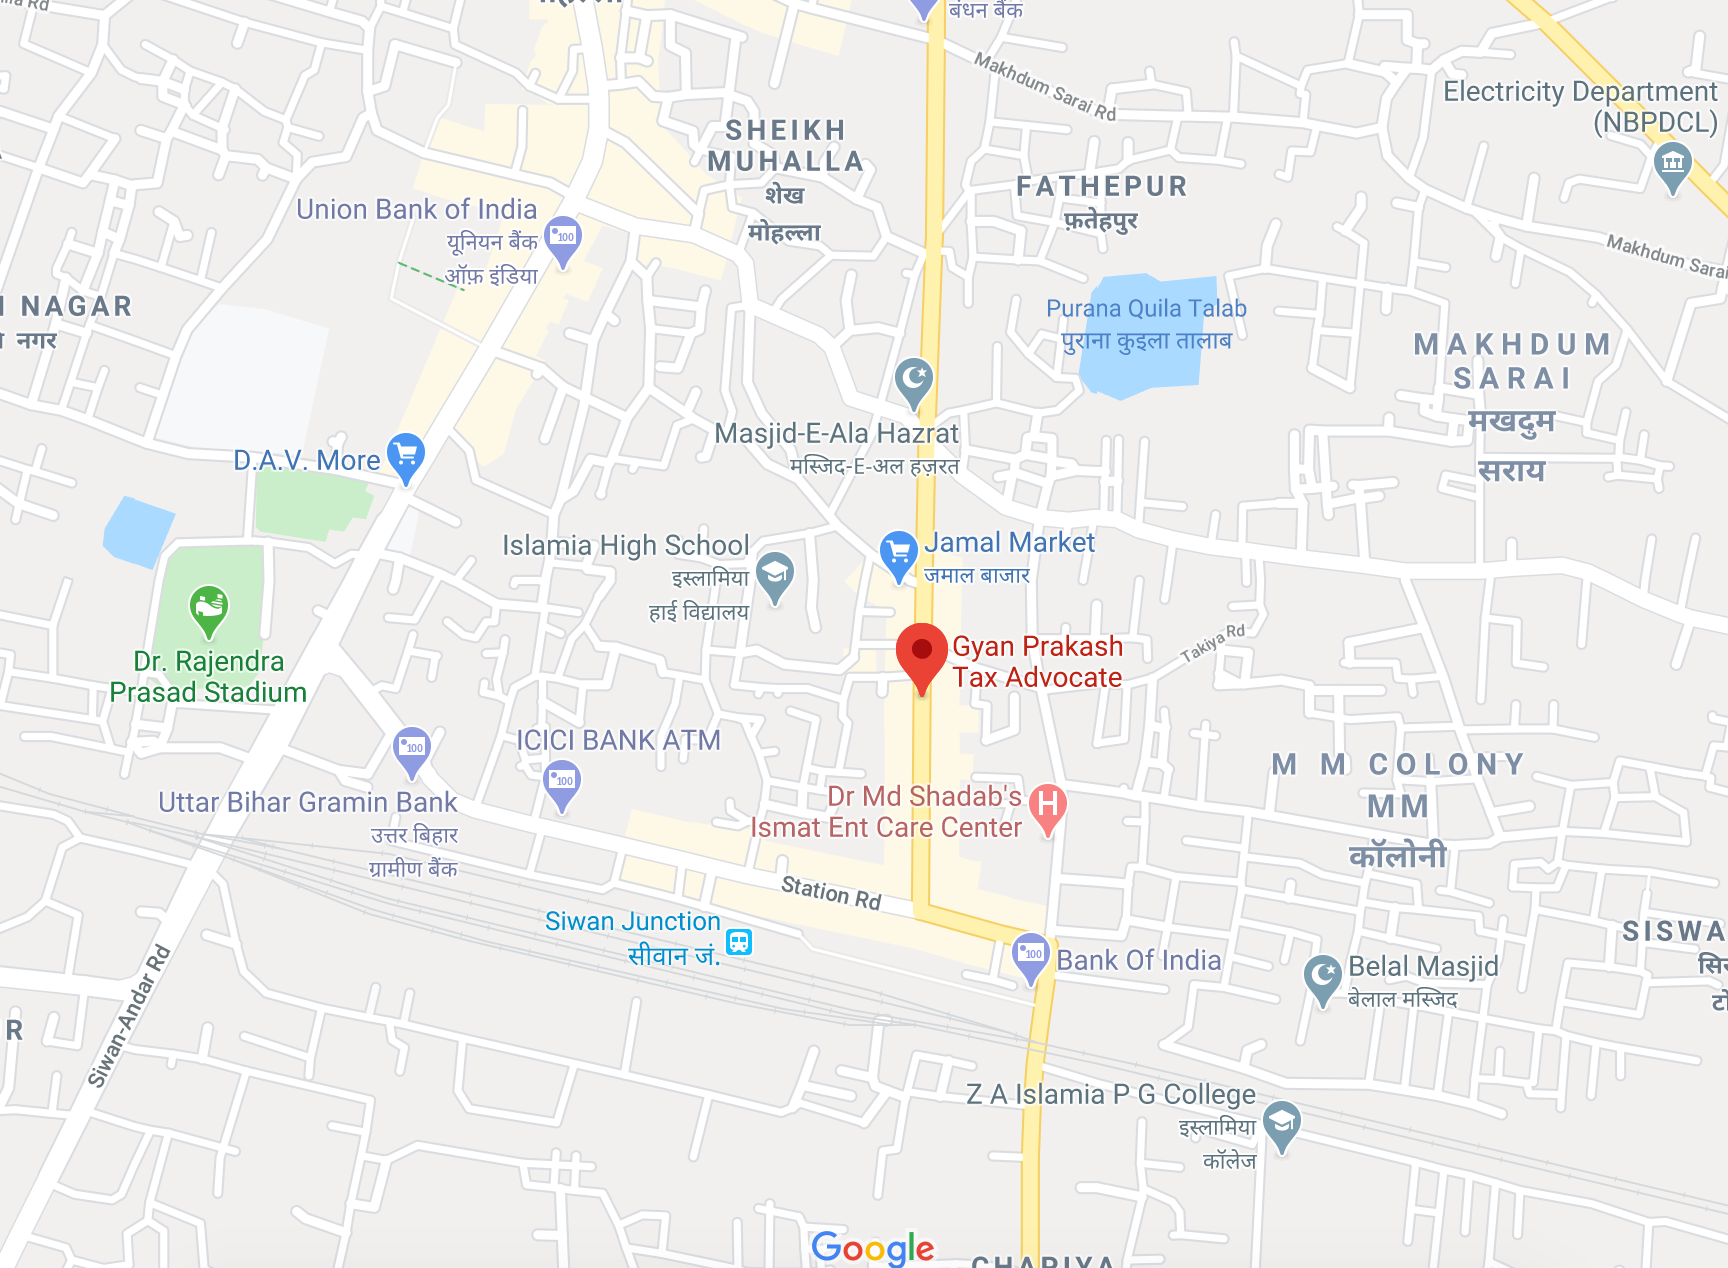 बंधन बैंक
Makhdum Sarai Rd
Electricity Department
(NBPDCL)
SHEIKH
MUHALLA
शेख
मोहल्ला
FATHEPUR
फ़तेहपुर
Union Bank of India
यूनियन बैंक
ऑफ़ इंडिया
Makhdum Sarai
NAGAR
नगर
Purana Quila Talab
पुराना कुइला तालाब
MAKHDUM
SARAI
मखदुम
सराय
Masjid-E-Ala Hazrat
मस्जिद-E-अल हज़रत
D.A.V. More
Islamia High School
इस्लामिया
हाई विद्यालय
Jamal Market
जमाल बाजार
Gyan Prakash
Tax Advocate
Takiya Rd
Dr. Rajendra
Prasad Stadium
ICICI BANK ATM
M M COLONY
MM
कॉलोनी
Uttar Bihar Gramin Bank
उत्तर बिहार
ग्रामीण बैंक
Dr Md Shadab's
Ismat Ent Care Center
Station Rd
Siwan Junction
सीवान जं.
Bank Of India
SISWA
Belal Masjid
बेलाल मस्जिद
Siwan-Andar Rd
R
Z A Islamia P G College
इस्लामिया
कॉलेज
Google